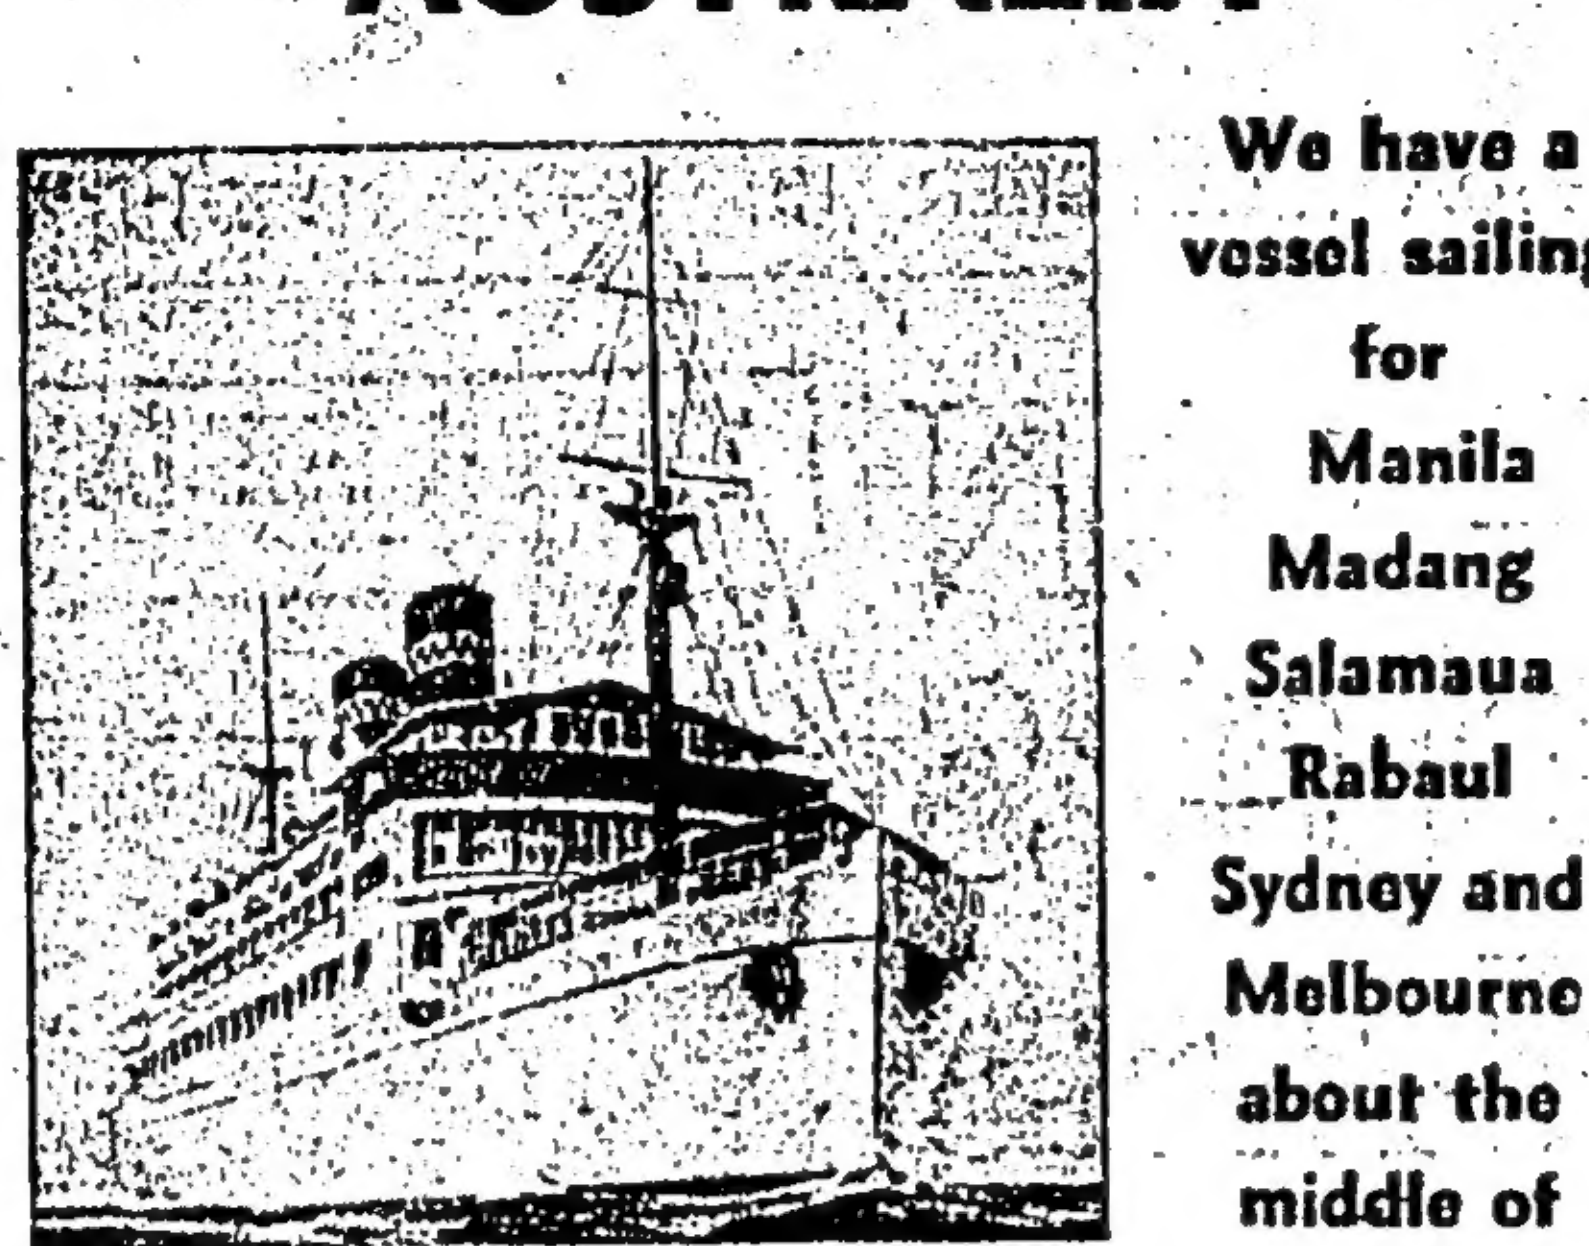 We have a
vessel sailing
for
Manila
Madang
Salamaua
Rabaul
Sydney and
Melbourne
about the
middle of